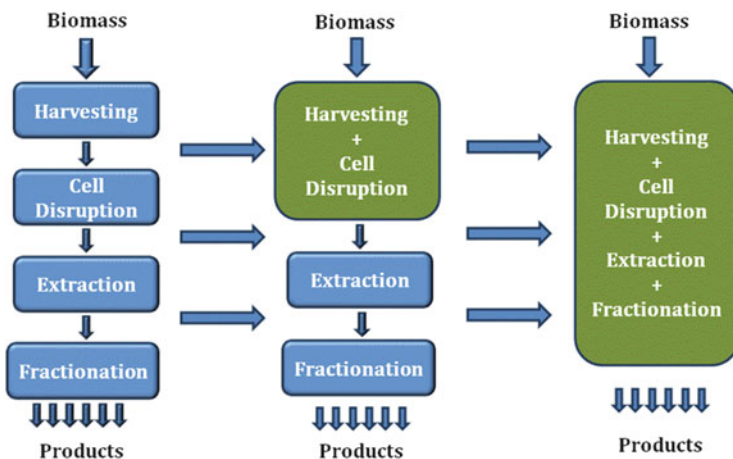 Biomass
Harvesting
Cell
Disruption
Extraction
Fractionation
Products
Biomass
Harvesting
+
Cell
Disruption
Extraction
Fractionation
Products
Biomass
Harvesting
+
Cell
Disruption
+
Extraction
+
Fractionation
Products